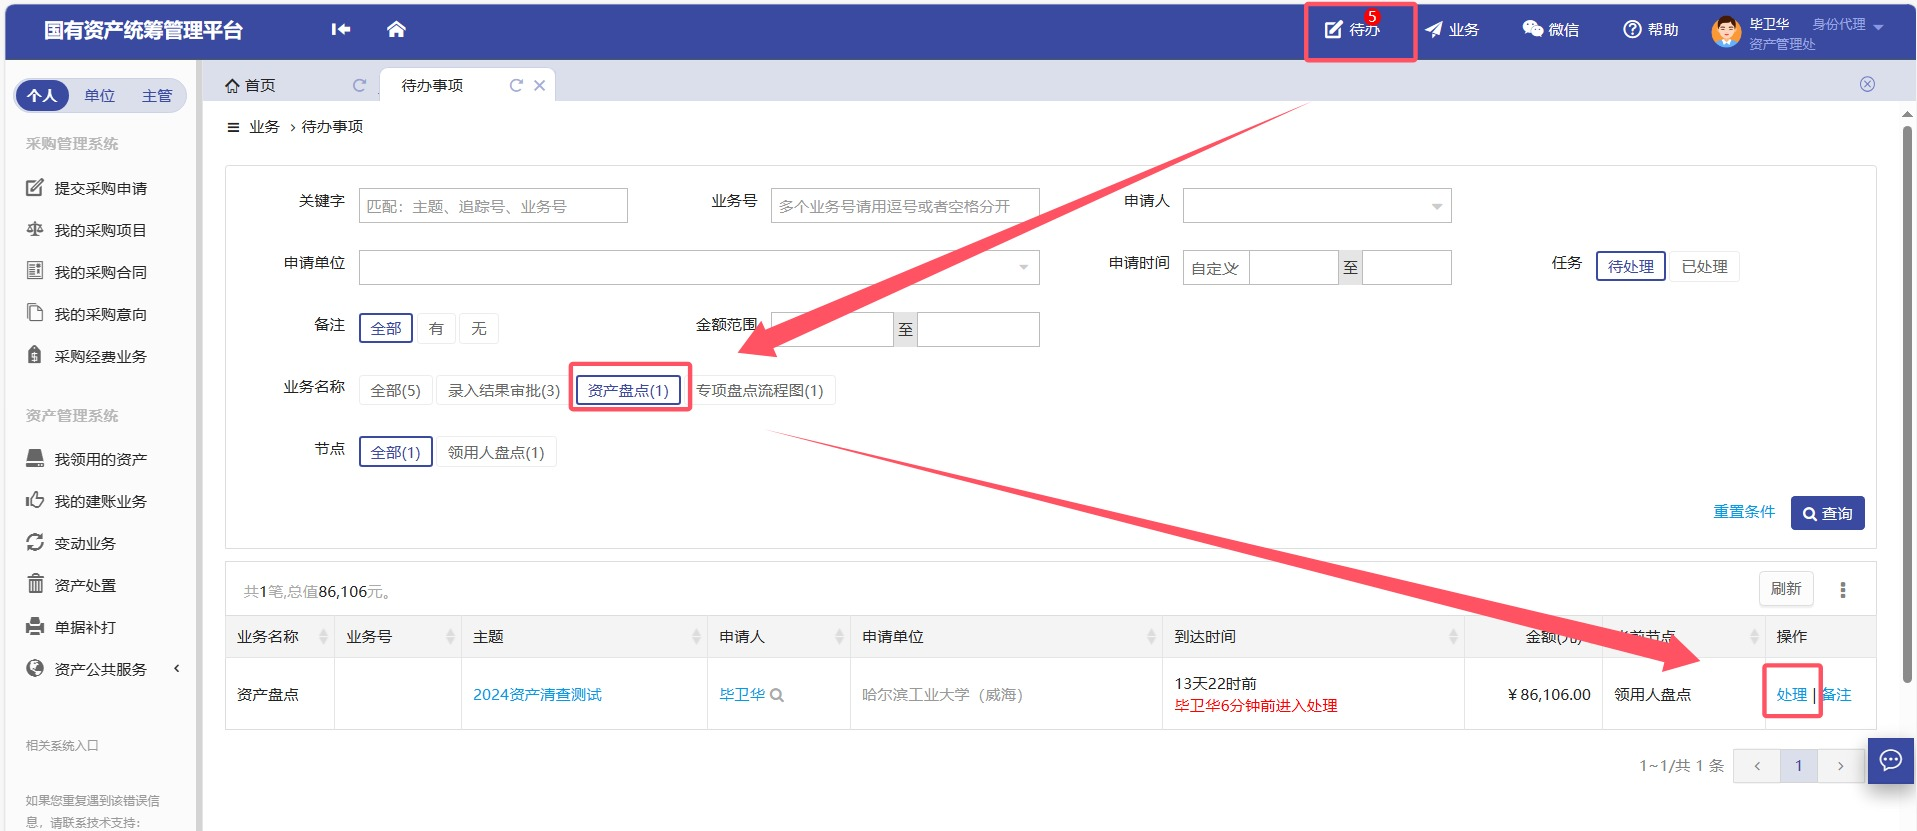 国有资产统筹管理平台
待办
5
业务
微信
帮助
毕卫华
身份代理
资产管理处
个人 单位 主管
首页
待办事项
业务 › 待办事项
采购管理系统
提交采购申请
我的采购项目
我的采购合同
我的采购意向
采购经费业务
资产管理系统
我领用的资产
我的建账业务
变动业务
资产处置
单据补打
资产公共服务
相关系统入口
如果您重复遇到该错误信
息，请联系技术支持：
关键字 匹配：主题、追踪号、业务号 业务号 多个业务号请用逗号或者空格分开 申请人
申请单位 申请时间 自定义 至 任务 待处理 已处理
备注 全部 有 无 金额范围 至
业务名称 全部(5) 录入结果审批(3) 资产盘点(1) 专项盘点流程图(1)
节点 全部(1) 领用人盘点(1)
重置条件 查询
共1笔,总值86,106元。 刷新
业务名称 业务号 主题 申请人 申请单位 到达时间 金额(元) 节点 操作
资产盘点 2024资产清查测试 毕卫华 哈尔滨工业大学（威海） 13天22时前 ¥86,106.00 领用人盘点 处理 | 备注
毕卫华6分钟前进入处理
1~1/共 1 条 ‹ 1 ›